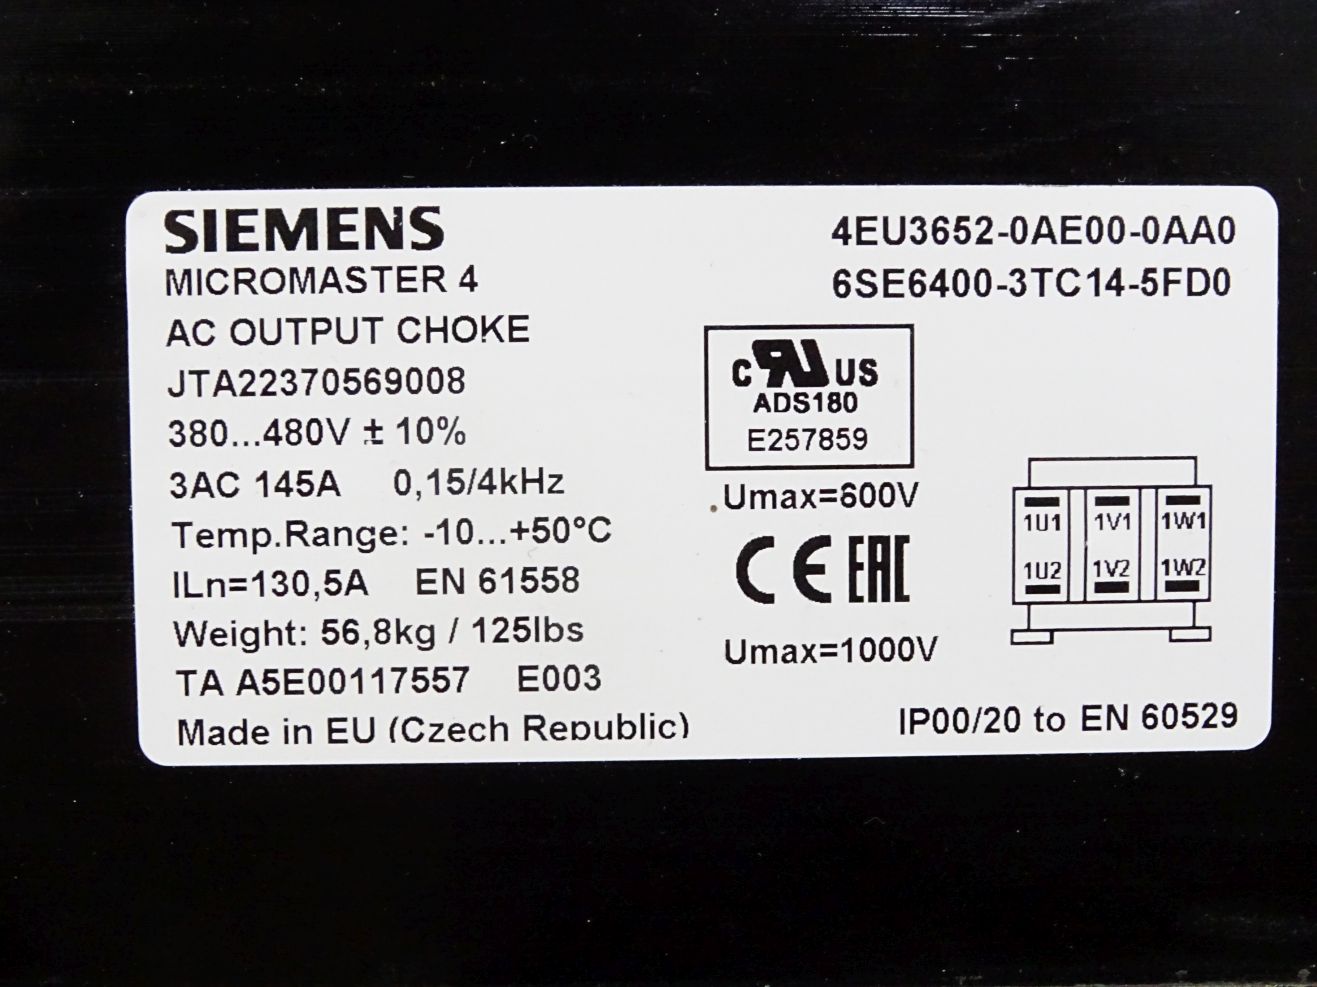 SIEMENS
MICROMASTER 4
AC OUTPUT CHOKE
JTA22370569008
380...480V ± 10%
3AC 145A 0,15/4kHz
Temp.Range: -10...+50°C
ILn=130,5A EN 61558
Weight: 56,8kg / 125lbs
TA A5E00117557 E003
Made in EU (Czech Republic)
4EU3652-0AE00-0AA0
6SE6400-3TC14-5FD0
C RU US
ADS180
E257859
Umax=600V
CE EAC
Umax=1000V
1U1 1V1 1W1
1U2 1V2 1W2
IP00/20 to EN 60529